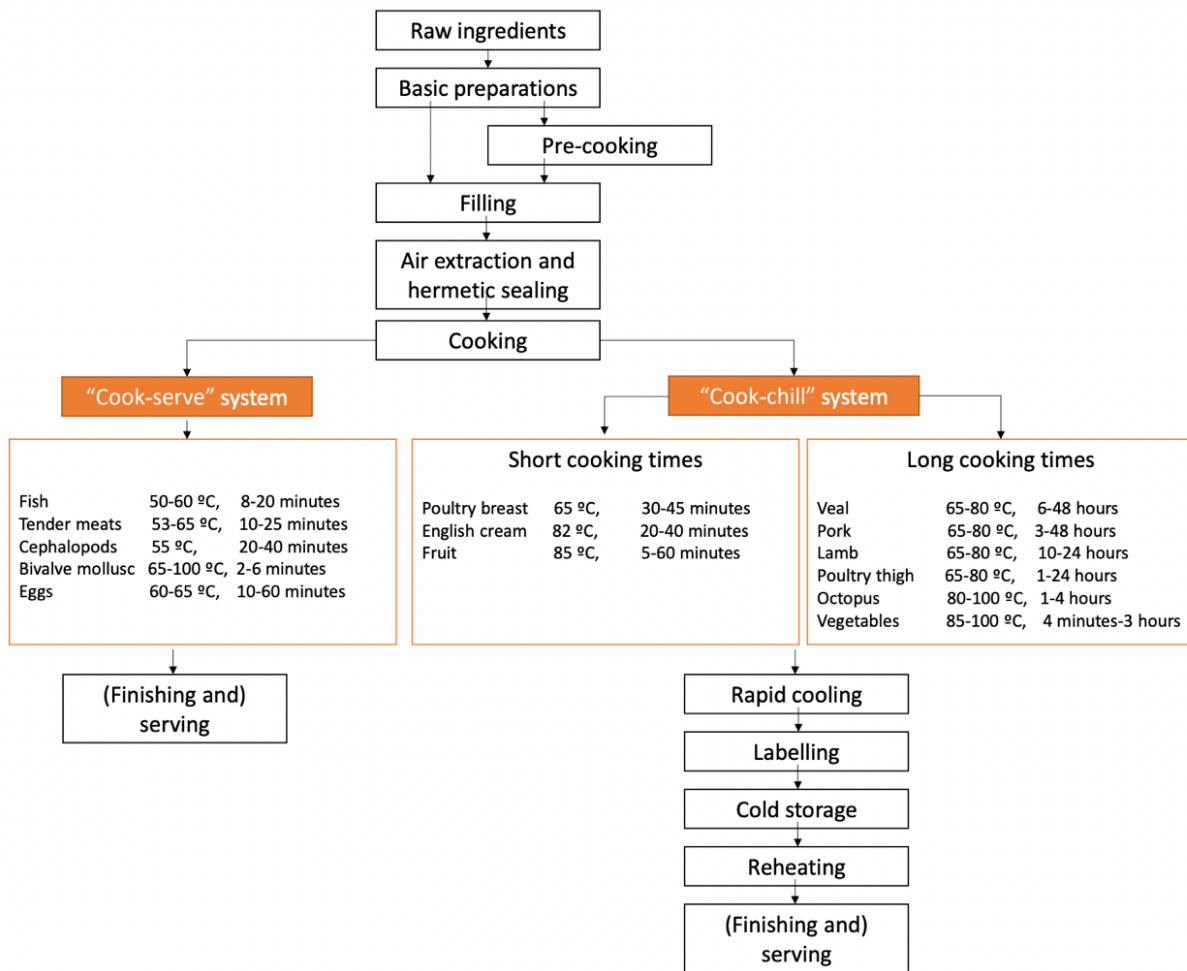 Raw ingredients
Basic preparations
Pre-cooking
Filling
Air extraction and
hermetic sealing
Cooking
“Cook-serve” system
“Cook-chill” system
Fish 50-60 ºC, 8-20 minutes
Tender meats 53-65 ºC, 10-25 minutes
Cephalopods 55 ºC, 20-40 minutes
Bivalve mollusc 65-100ºC, 2-6 minutes
Eggs 60-65 ºC, 10-60 minutes
Short cooking times
Poultry breast 65 ºC, 30-45 minutes
English cream 82 ºC, 20-40 minutes
Fruit 85 ºC, 5-60 minutes
Long cooking times
Veal 65-80 ºC, 6-48 hours
Pork 65-80 ºC, 3-48 hours
Lamb 65-80 ºC, 10-24 hours
Poultry thigh 65-80 ºC, 1-24 hours
Octopus 80-100 ºC, 1-4 hours
Vegetables 85-100 ºC, 4 minutes-3 hours
(Finishing and)
serving
Rapid cooling
Labelling
Cold storage
Reheating
(Finishing and)
serving